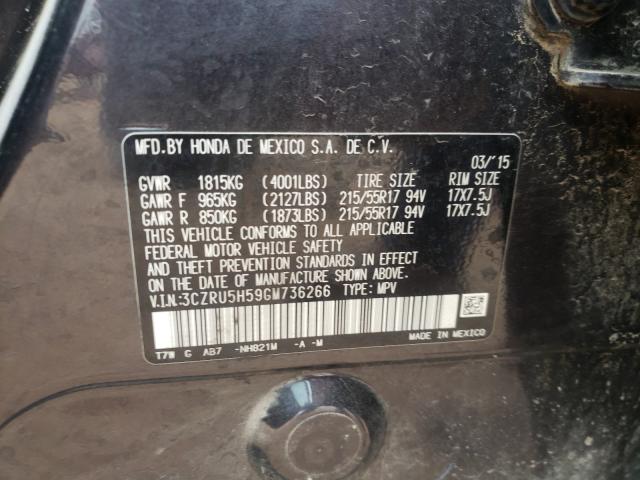 MFD.BY HONDA DE MEXICO S.A. DE C.V.
03/'15
GVWR 1815KG (4001LBS) TIRE SIZE RIM SIZE
GAWR F 965KG (2127LBS) 215/55R17 94V 17X7.5J
GAWR R 850KG (1873LBS) 215/55R17 94V 17X7.5J
THIS VEHICLE CONFORMS TO ALL APPLICABLE
FEDERAL MOTOR VEHICLE SAFETY
AND THEFT PREVENTION STANDARDS IN EFFECT
ON THE DATE OF MANUFACTURE SHOWN ABOVE.
V.I.N:3CZRU5H59GM736266 TYPE: MPV
T7W G AB7 -NH821M -A -M MADE IN MEXICO